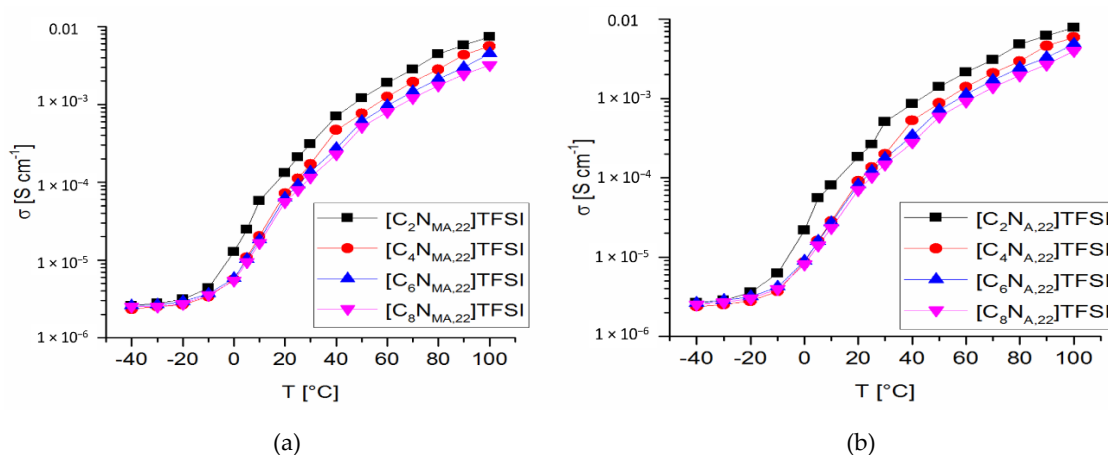 0.01
1 × 10⁻³
1 × 10⁻⁴
1 × 10⁻⁵
1 × 10⁻⁶
σ [S cm⁻¹]
[C₂N_MA,22]TFSI
[C₄N_MA,22]TFSI
[C₆N_MA,22]TFSI
[C₈N_MA,22]TFSI
-40 -20 0 20 40 60 80 100
T [°C]
(a)
0.01
1 × 10⁻³
1 × 10⁻⁴
1 × 10⁻⁵
1 × 10⁻⁶
σ [S cm⁻¹]
[C₂N_A,22]TFSI
[C₄N_A,22]TFSI
[C₆N_A,22]TFSI
[C₈N_A,22]TFSI
-40 -20 0 20 40 60 80 100
T [°C]
(b)